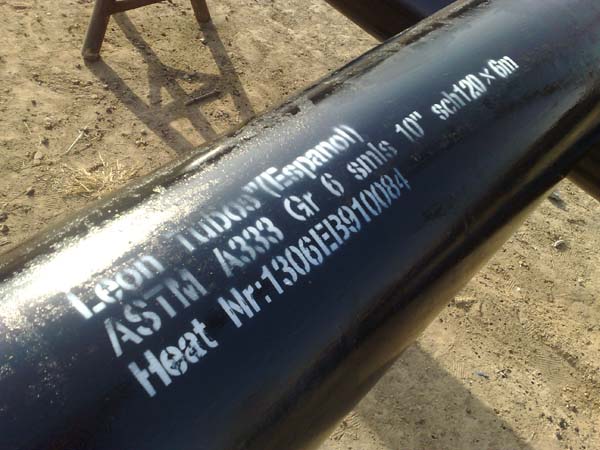 Leon Tubos"(Espanol)
ASTM A333 Gr 6 smls 10" sch120 x 6m
Heat Nr:1306EB910084